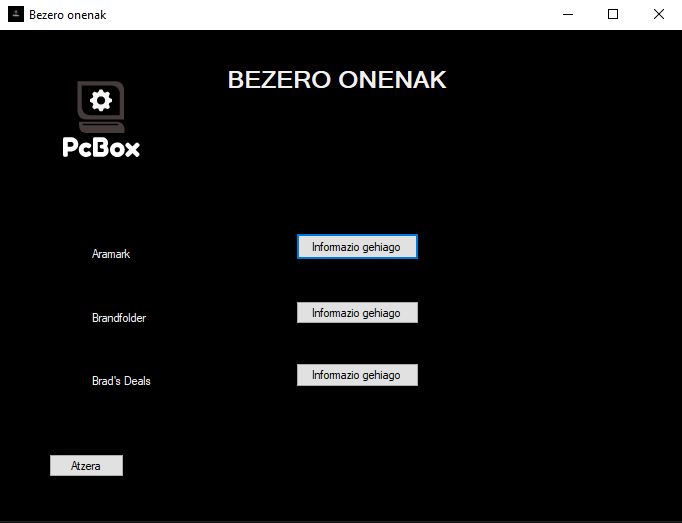 Bezero onenak
BEZERO ONENAK
PcBox
Aramark
Informazio gehiago
Brandfolder
Informazio gehiago
Brad's Deals
Informazio gehiago
Atzera